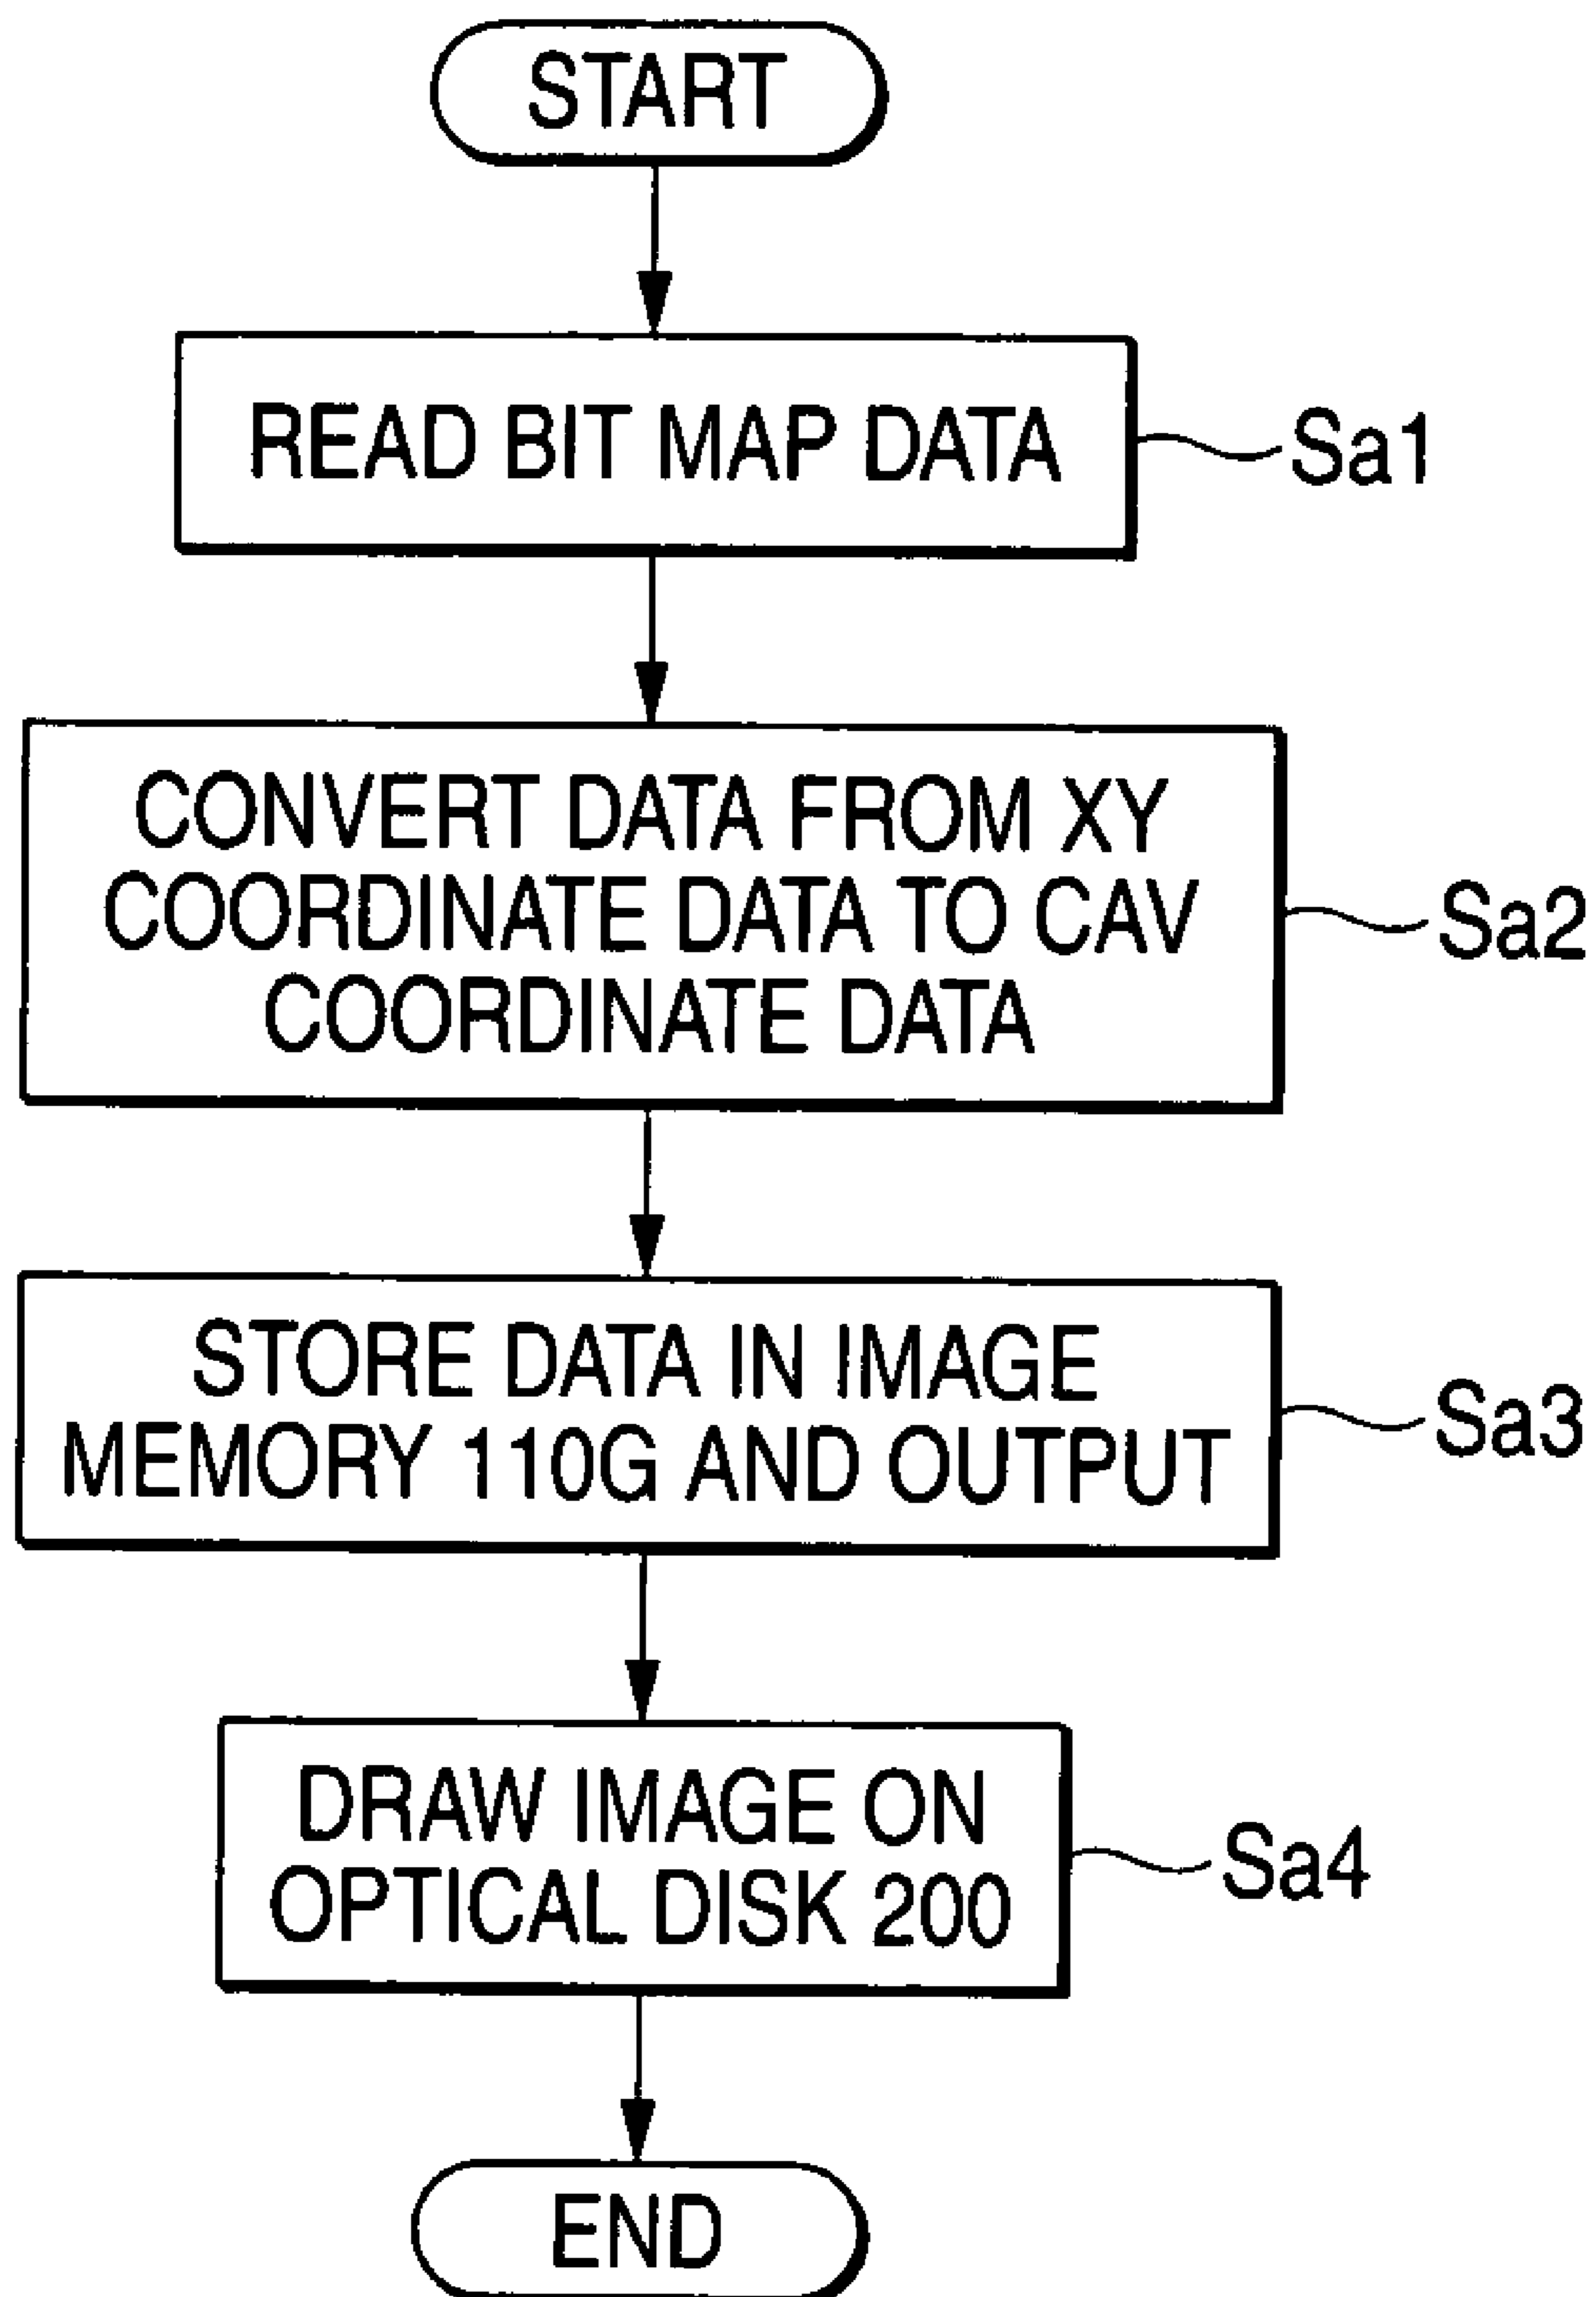 START
READ BIT MAP DATA
Sa1
CONVERT DATA FROM XY
COORDINATE DATA TO CAV
COORDINATE DATA
Sa2
STORE DATA IN IMAGE
MEMORY 110G AND OUTPUT
Sa3
DRAW IMAGE ON
OPTICAL DISK 200
Sa4
END